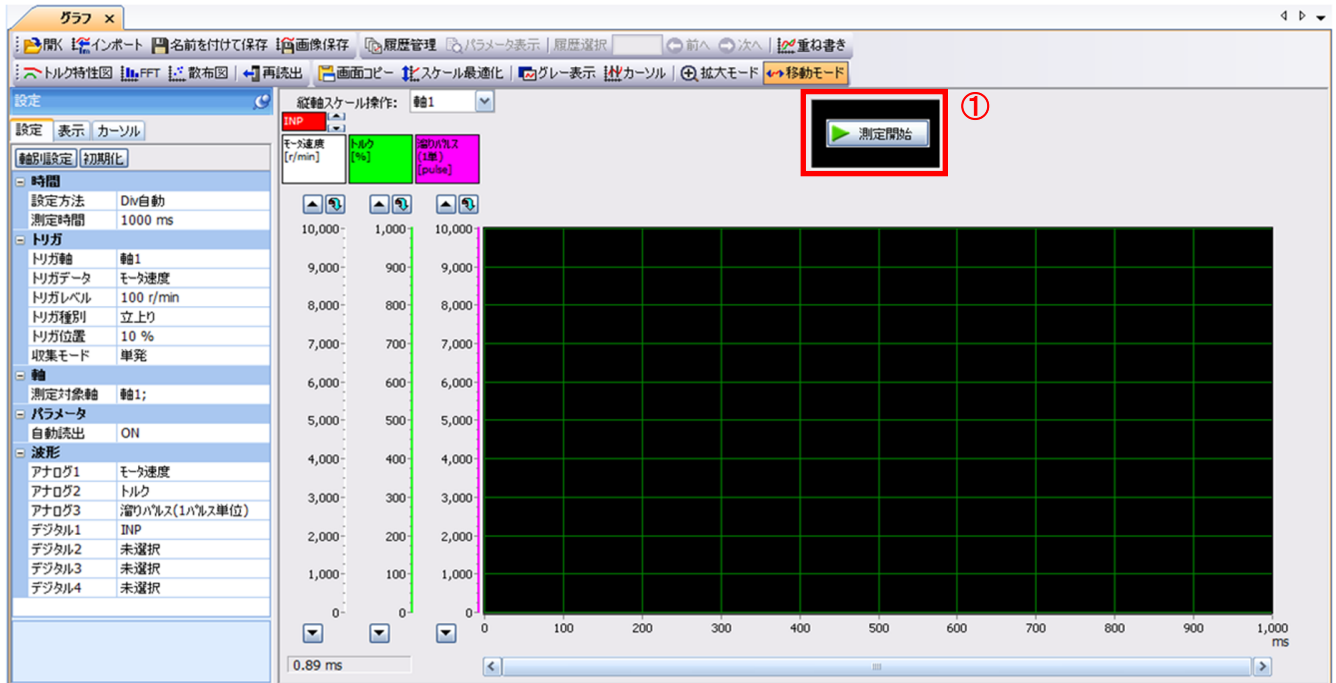 グラフ ×
開く インポート 名前を付けて保存 画像保存 履歴管理 パラメータ表示 履歴選択 前へ 次へ 重ね書き
トルク特性図 FFT 散布図 再読出 画面コピー スケール最適化 グレー表示 カーソル 拡大モード 移動モード
設定
設定 表示 カーソル
軸別設定 初期化
時間
設定方法 Div自動
測定時間 1000 ms
トリガ
トリガ軸 軸1
トリガデータ モータ速度
トリガレベル 100 r/min
トリガ種別 立上り
トリガ位置 10 %
収集モード 単発
軸
測定対象軸 軸1;
パラメータ
自動読出 ON
波形
アナログ1 モータ速度
アナログ2 トルク
アナログ3 溜りパルス(1パルス単位)
デジタル1 INP
デジタル2 未選択
デジタル3 未選択
デジタル4 未選択
縦軸スケール操作: 軸1
INP
モータ速度 トルク 溜りパルス
[r/min] [%] (1単)
[pulse]
測定開始 ①
10,000 1,000 10,000
9,000 900 9,000
8,000 800 8,000
7,000 700 7,000
6,000 600 6,000
5,000 500 5,000
4,000 400 4,000
3,000 300 3,000
2,000 200 2,000
1,000 100 1,000
0 0 0
0 100 200 300 400 500 600 700 800 900 1,000
ms
0.89 ms